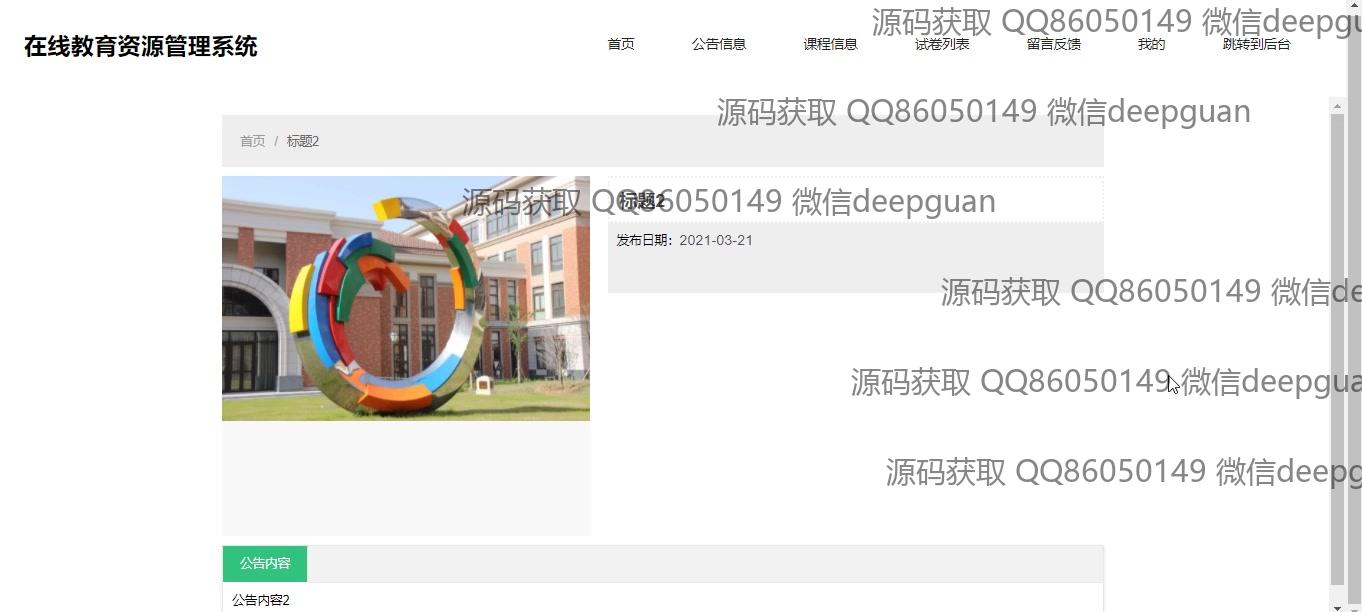 源码获取 QQ86050149 微信deepgu
在线教育资源管理系统
首页 公告信息 课程信息 试卷列表 留言反馈 我的 跳转到后台
源码获取 QQ86050149 微信deepguan
首页 / 标题2
源码获取 QQ86050149 微信deepguan
标题2
发布日期：2021-03-21
源码获取 QQ86050149 微信dee
源码获取 QQ86050149 微信deepgua
源码获取 QQ86050149 微信deepg
公告内容
公告内容2